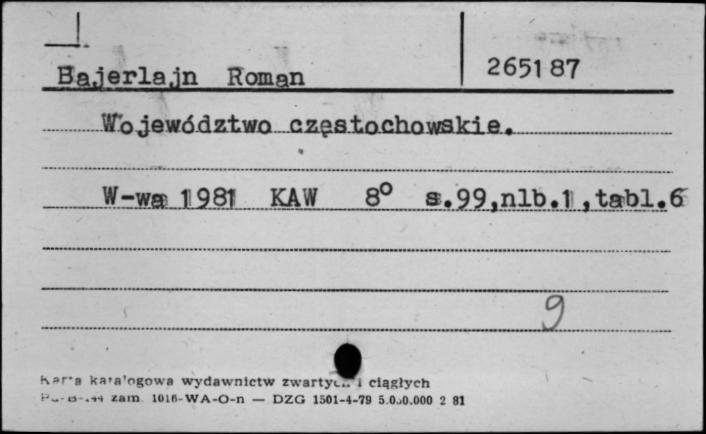 Bajerlajn Roman
265187
Województwo częstochowskie.
W-wa 1981 KAW 8° s.99,nlb.1,tabl.6
9
Karta katalogowa wydawnictw zwartych i ciągłych
zam. 1016-WA-O-n — DZG 1501-4-79 5.000.000 2 81